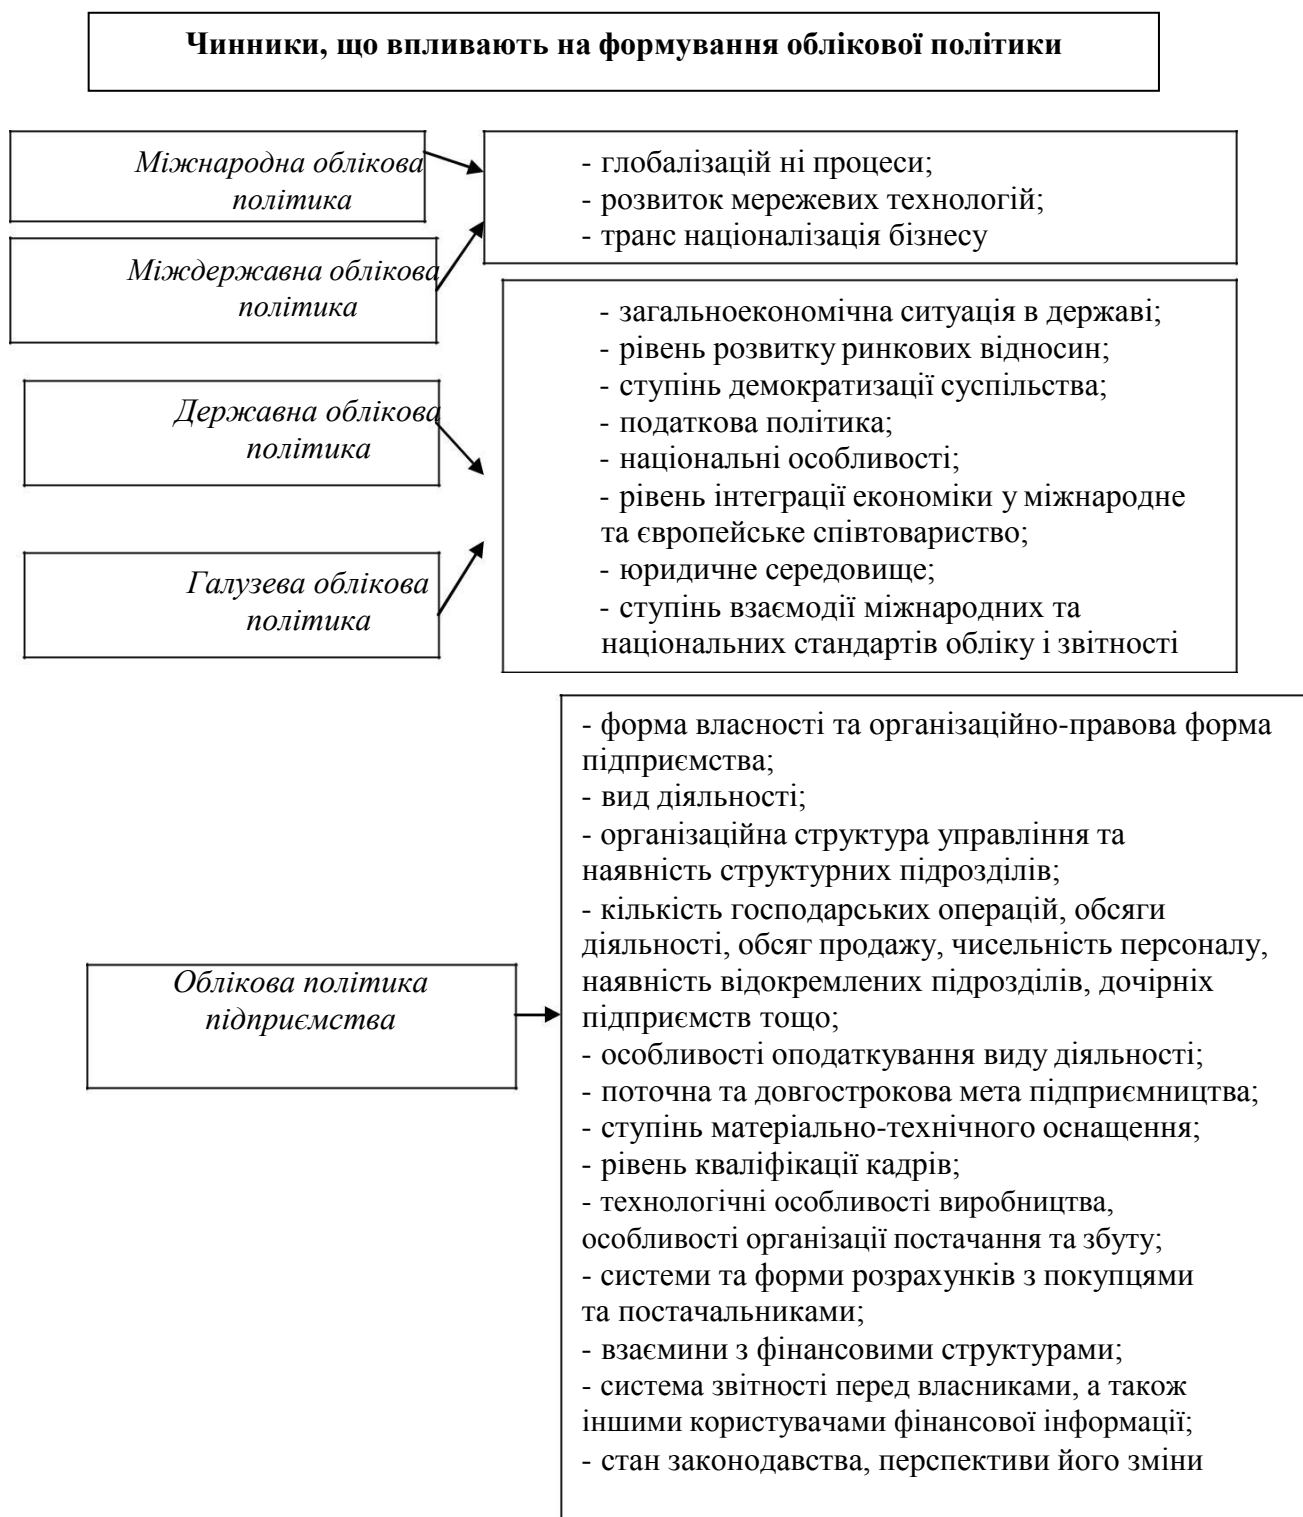 Чинники, що впливають на формування облікової політики
Міжнародна облікова
політика
- глобалізацій ні процеси;
- розвиток мережевих технологій;
- транс націоналізація бізнесу
Міждержавна облікова
політика
Державна облікова
політика
Галузева облікова
політика
- загальноекономічна ситуація в державі;
- рівень розвитку ринкових відносин;
- ступінь демократизації суспільства;
- податкова політика;
- національні особливості;
- рівень інтеграції економіки у міжнародне
та європейське співтовариство;
- юридичне середовище;
- ступінь взаємодії міжнародних та
національних стандартів обліку і звітності
Облікова політика
підприємства
- форма власності та організаційно-правова форма
підприємства;
- вид діяльності;
- організаційна структура управління та
наявність структурних підрозділів;
- кількість господарських операцій, обсяги
діяльності, обсяг продажу, чисельність персоналу,
наявність відокремлених підрозділів, дочірніх
підприємств тощо;
- особливості оподаткування виду діяльності;
- поточна та довгострокова мета підприємництва;
- ступінь матеріально-технічного оснащення;
- рівень кваліфікації кадрів;
- технологічні особливості виробництва,
особливості організації постачання та збуту;
- системи та форми розрахунків з покупцями
та постачальниками;
- взаємини з фінансовими структурами;
- система звітності перед власниками, а також
іншими користувачами фінансової інформації;
- стан законодавства, перспективи його зміни